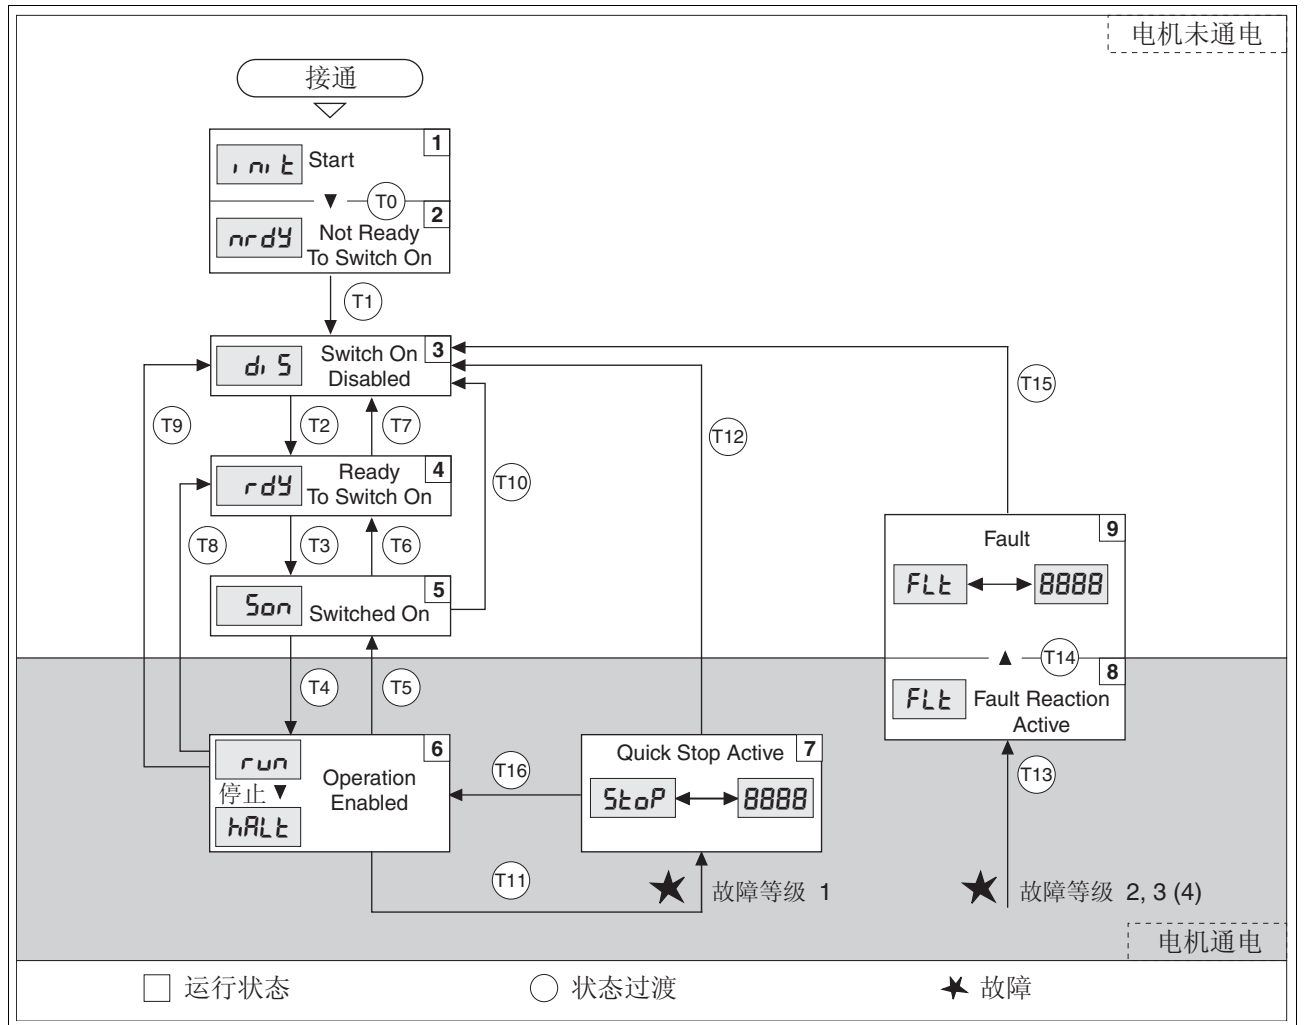 电机未通电
接通
1
init Start
T0
2
nrdy Not Ready
To Switch On
T1
3
diS Switch On
Disabled
T15
T9
T2
T7
T12
4
rdy Ready
To Switch On
T10
T8
T3
T6
9
Fault
FLt 8888
5
Son Switched On
T14
8
FLt Fault Reaction
Active
T4
T5
6
run
停止
hALt
Operation
Enabled
T16
7
Quick Stop Active
StoP 8888
T13
T11
故障等级 1
故障等级 2, 3 (4)
电机通电
运行状态
状态过渡
故障